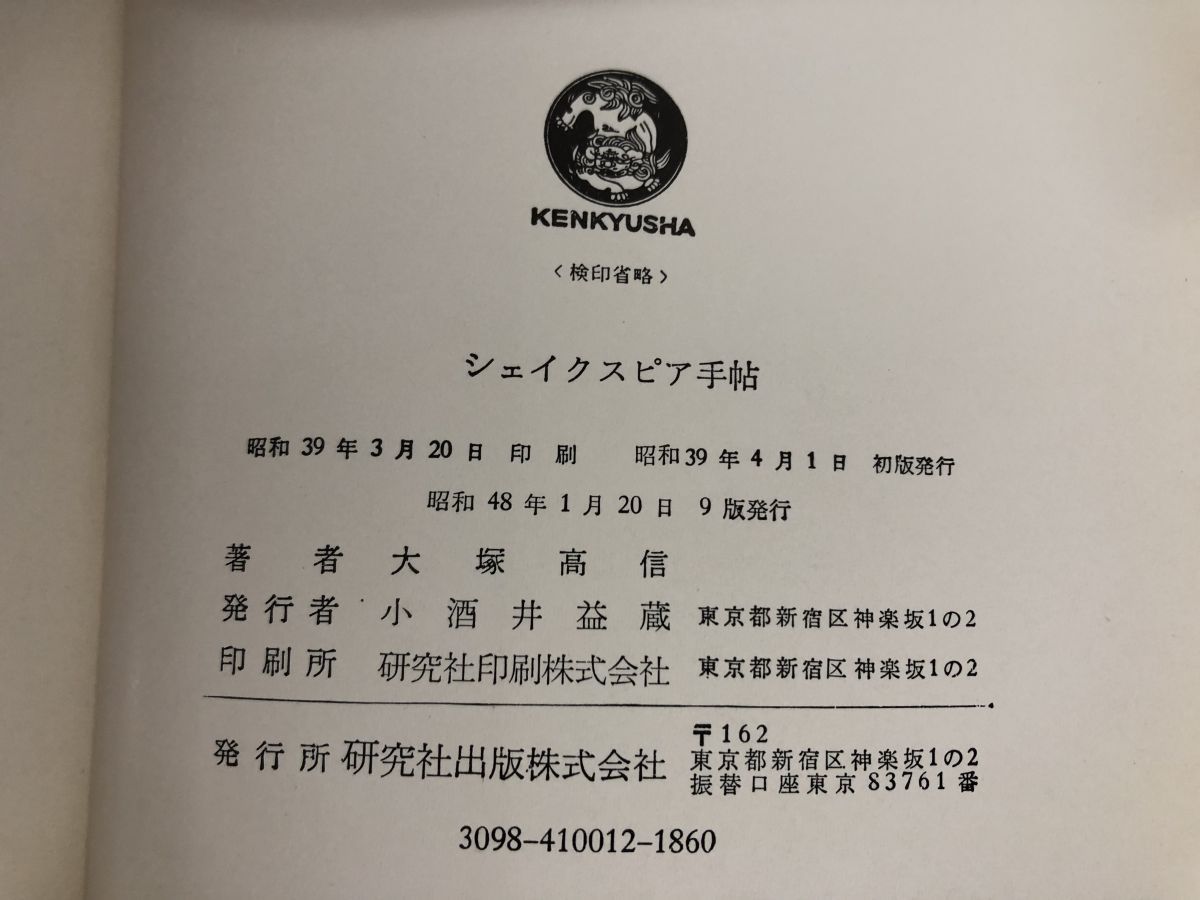 KENKYUSHA
〈検印省略〉
シェイクスピア手帖
昭和 39 年 3 月 20 日 印 刷 昭和 39 年 4 月 1 日 初版発行
昭和 48 年 1 月 20 日 9 版発行
著 者 大 塚 高 信
発 行 者 小 酒 井 益 蔵 東京都新宿区神楽坂1の2
印 刷 所 研究社印刷株式会社 東京都新宿区神楽坂1の2
発 行 所 研究社出版株式会社
〒162
東京都新宿区神楽坂1の2
振替口座東京 83761 番
3098-410012-1860